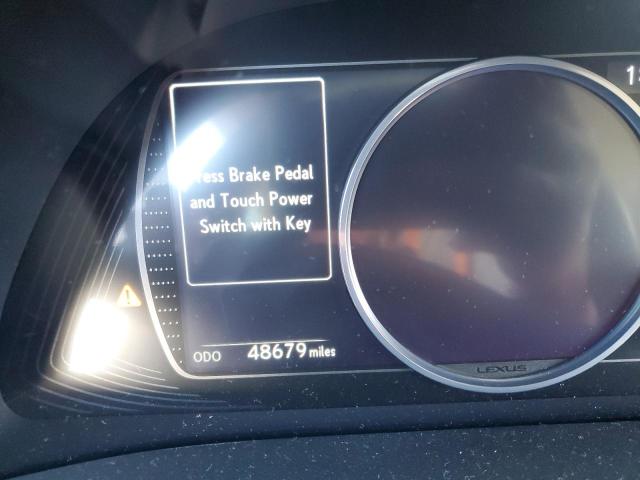 Press Brake Pedal
and Touch Power
Switch with Key
ODO 48679 miles
LEXUS